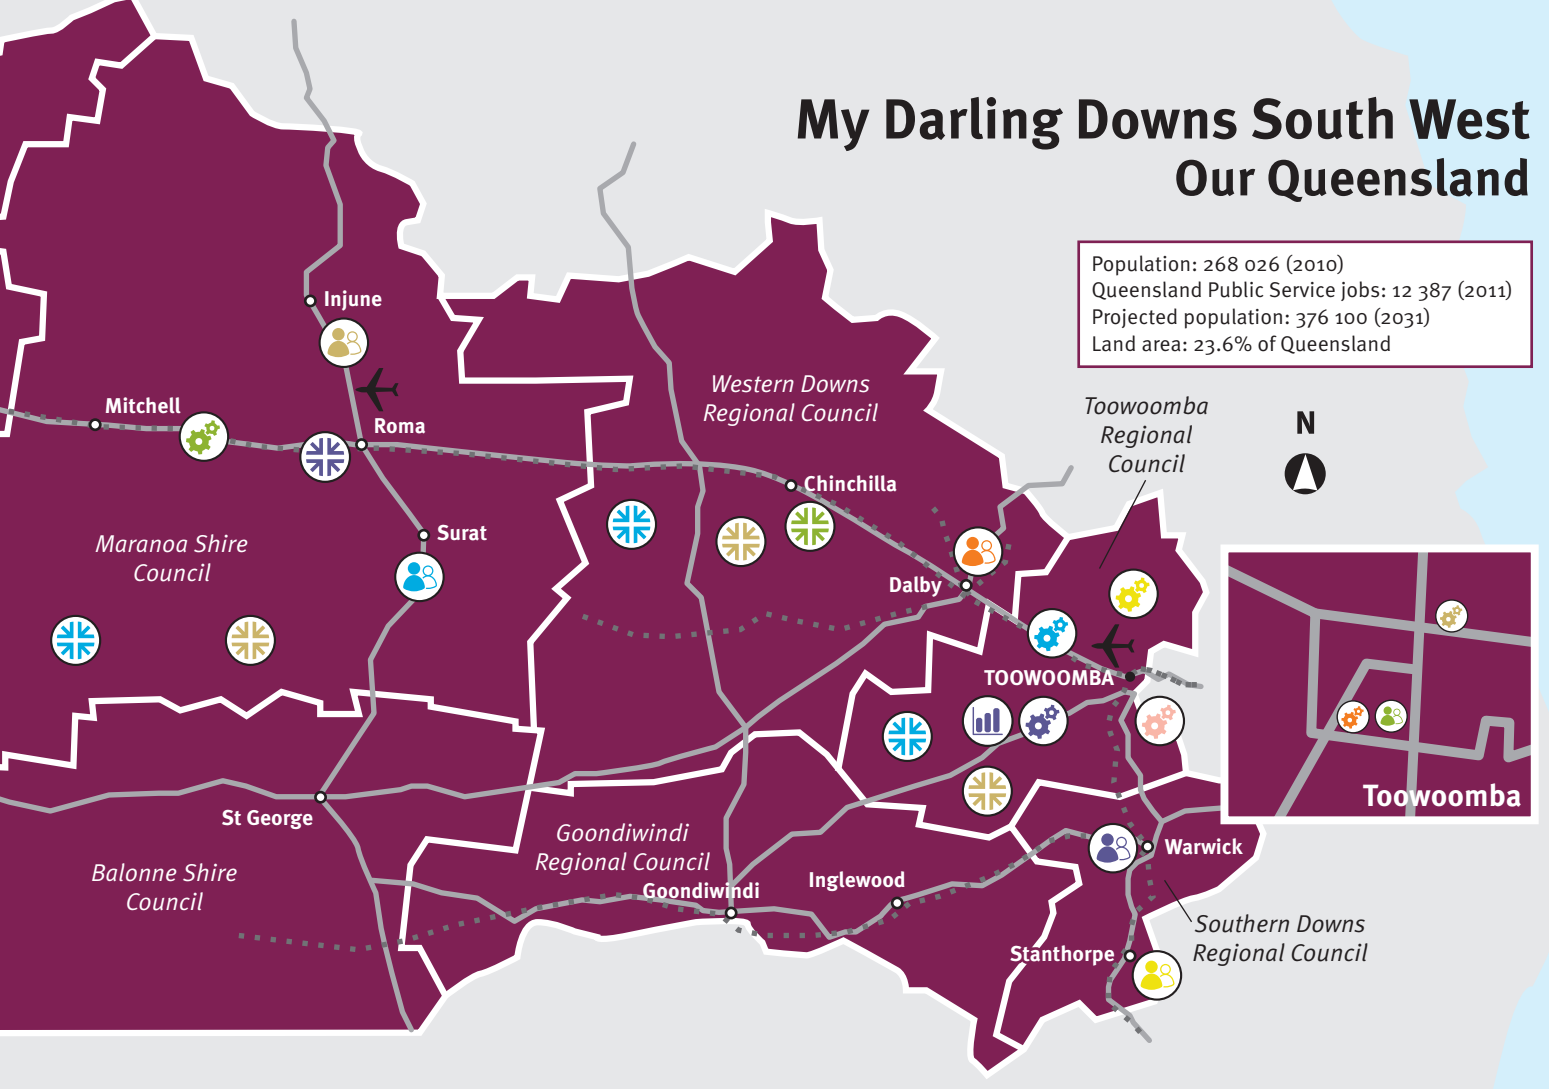 My Darling Downs South West
Our Queensland
Population: 268 026 (2010)
Queensland Public Service jobs: 12 387 (2011)
Projected population: 376 100 (2031)
Land area: 23.6% of Queensland
Injune
Mitchell
Roma
Western Downs
Regional Council
Toowoomba
Regional
Council
N
Chinchilla
Surat
Maranoa Shire
Council
Dalby
TOOWOOMBA
Toowoomba
St George
Goondiwindi
Regional Council
Balonne Shire
Council
Goondiwindi
Inglewood
Warwick
Southern Downs
Regional Council
Stanthorpe